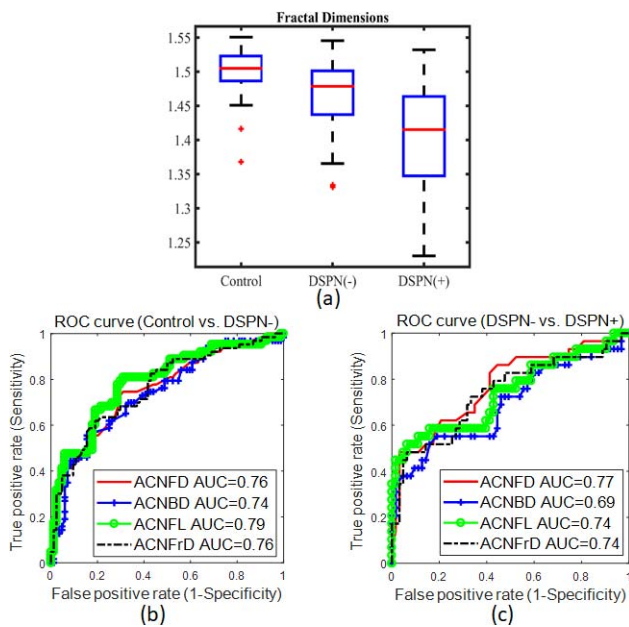 Fractal Dimensions
1.55
1.5
1.45
1.4
1.35
1.3
1.25
Control DSPN(-) DSPN(+)
(a)
ROC curve (Control vs. DSPN-)
True positive rate (Sensitivity)
1
0.8
0.6
0.4
0.2
0
ACNFD AUC=0.76
ACNBD AUC=0.74
ACNFL AUC=0.79
ACNFrD AUC=0.76
0 0.2 0.4 0.6 0.8 1
False positive rate (1-Specificity)
(b)
ROC curve (DSPN- vs. DSPN+)
True positive rate (Sensitivity)
1
0.8
0.6
0.4
0.2
0
ACNFD AUC=0.77
ACNBD AUC=0.69
ACNFL AUC=0.74
ACNFrD AUC=0.74
0 0.2 0.4 0.6 0.8 1
False positive rate (1-Specificity)
(c)